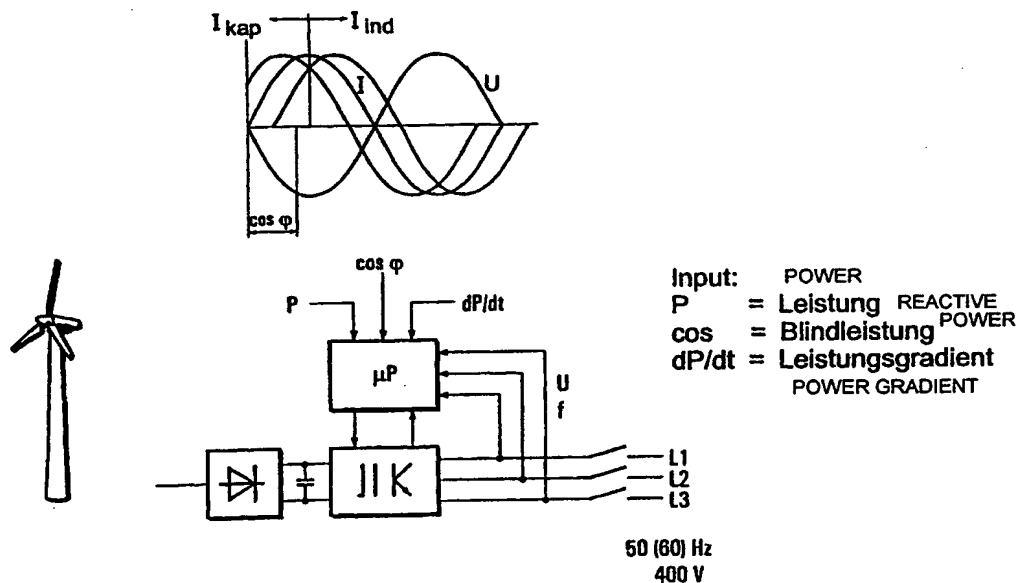 I kap I ind
I U
cos φ
cos φ
P dP/dt
μP
U
f
L1
L2
L3
50 (60) Hz
400 V
Input: POWER
P = Leistung REACTIVE
cos = Blindleistung POWER
dP/dt = Leistungsgradient
POWER GRADIENT